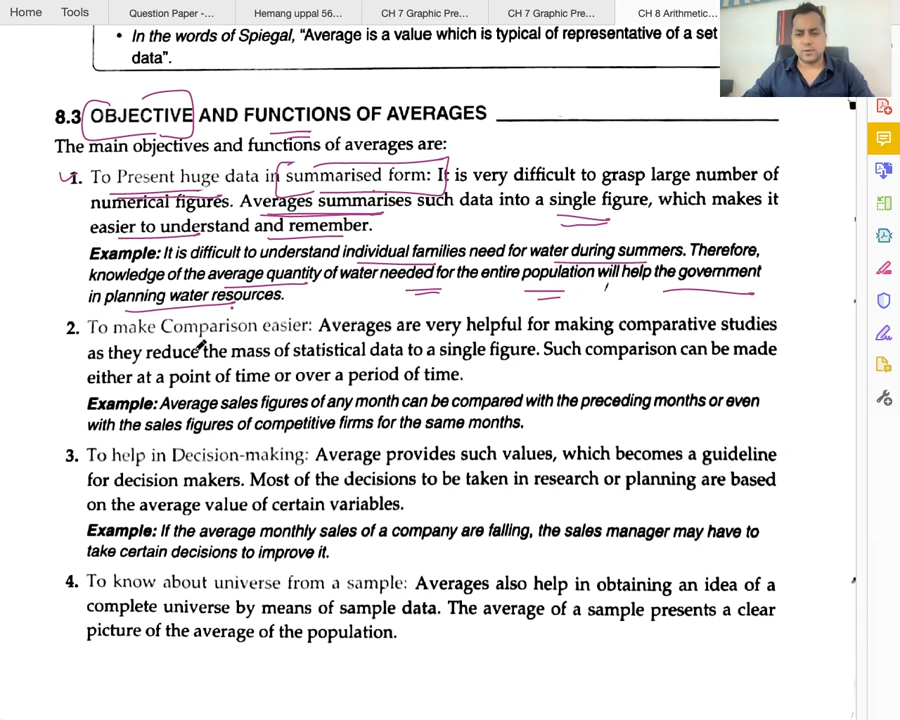 Home Tools Question Paper -... Hemang uppal 56... CH 7 Graphic Pre... CH 7 Graphic Pre... CH 8 Arithmetic...
• In the words of Spiegal, “Average is a value which is typical of representative of a set
data”.
8.3 OBJECTIVE AND FUNCTIONS OF AVERAGES
The main objectives and functions of averages are:
1. To Present huge data in summarised form: It is very difficult to grasp large number of
numerical figures. Averages summarises such data into a single figure, which makes it
easier to understand and remember.
Example: It is difficult to understand individual families need for water during summers. Therefore,
knowledge of the average quantity of water needed for the entire population will help the government
in planning water resources.
2. To make Comparison easier: Averages are very helpful for making comparative studies
as they reduce the mass of statistical data to a single figure. Such comparison can be made
either at a point of time or over a period of time.
Example: Average sales figures of any month can be compared with the preceding months or even
with the sales figures of competitive firms for the same months.
3. To help in Decision-making: Average provides such values, which becomes a guideline
for decision makers. Most of the decisions to be taken in research or planning are based
on the average value of certain variables.
Example: If the average monthly sales of a company are falling, the sales manager may have to
take certain decisions to improve it.
4. To know about universe from a sample: Averages also help in obtaining an idea of a
complete universe by means of sample data. The average of a sample presents a clear
picture of the average of the population.